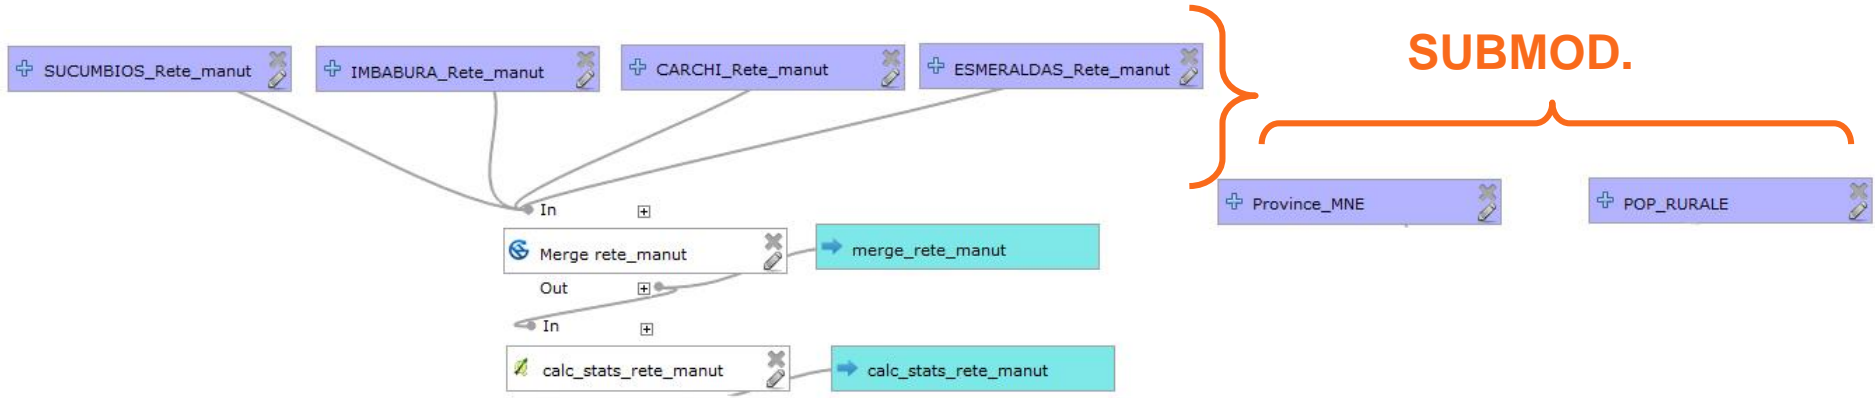 SUBMOD.
SUCUMBIOS_Rete_manut
IMBABURA_Rete_manut
CARCHI_Rete_manut
ESMERALDAS_Rete_manut
Province_MNE
POP_RURALE
In
Merge rete_manut
merge_rete_manut
Out
In
calc_stats_rete_manut
calc_stats_rete_manut